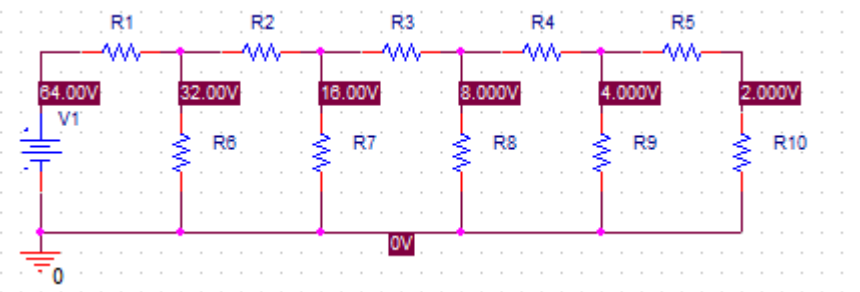 R1 R2 R3 R4 R5
64.00V 32.00V 16.00V 8.000V 4.000V 2.000V
V1
R6 R7 R8 R9 R10
0V
0